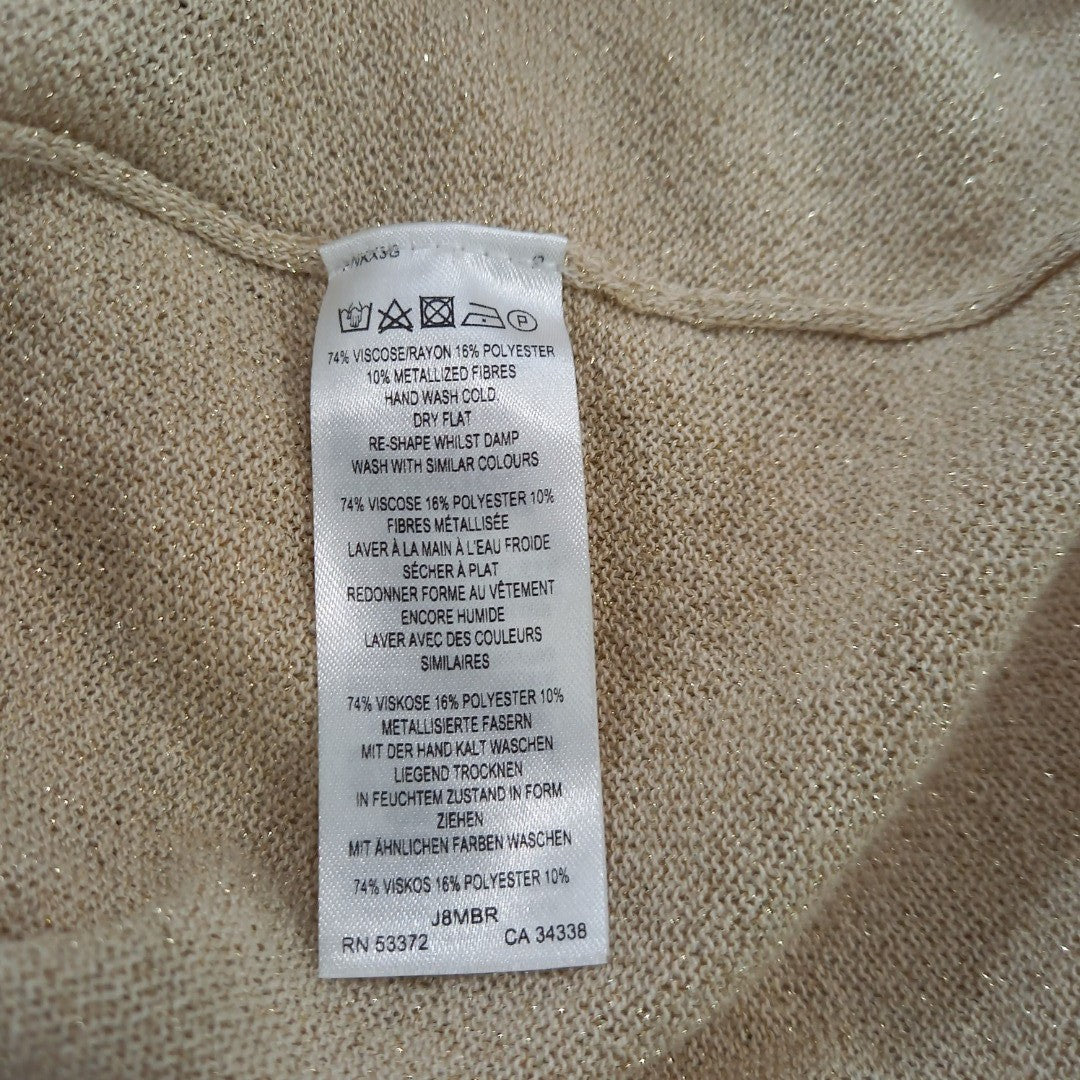 74% VISCOSE/RAYON 16% POLYESTER
10% METALLIZED FIBRES
HAND WASH COLD.
DRY FLAT
RE-SHAPE WHILST DAMP
WASH WITH SIMILAR COLOURS
74% VISCOSE 16% POLYESTER 10%
FIBRES MÉTALLISÉE
LAVER À LA MAIN À L'EAU FROIDE
SÉCHER À PLAT
REDONNER FORME AU VÊTEMENT
ENCORE HUMIDE
LAVER AVEC DES COULEURS
SIMILAIRES
74% VISKOSE 16% POLYESTER 10%
METALLISIERTE FASERN
MIT DER HAND KALT WASCHEN
LIEGEND TROCKNEN
IN FEUCHTEM ZUSTAND IN FORM
ZIEHEN
MIT ÄHNLICHEN FARBEN WASCHEN
74% VISKOS 16% POLYESTER 10%
J8MBR
RN 53372 CA 34338